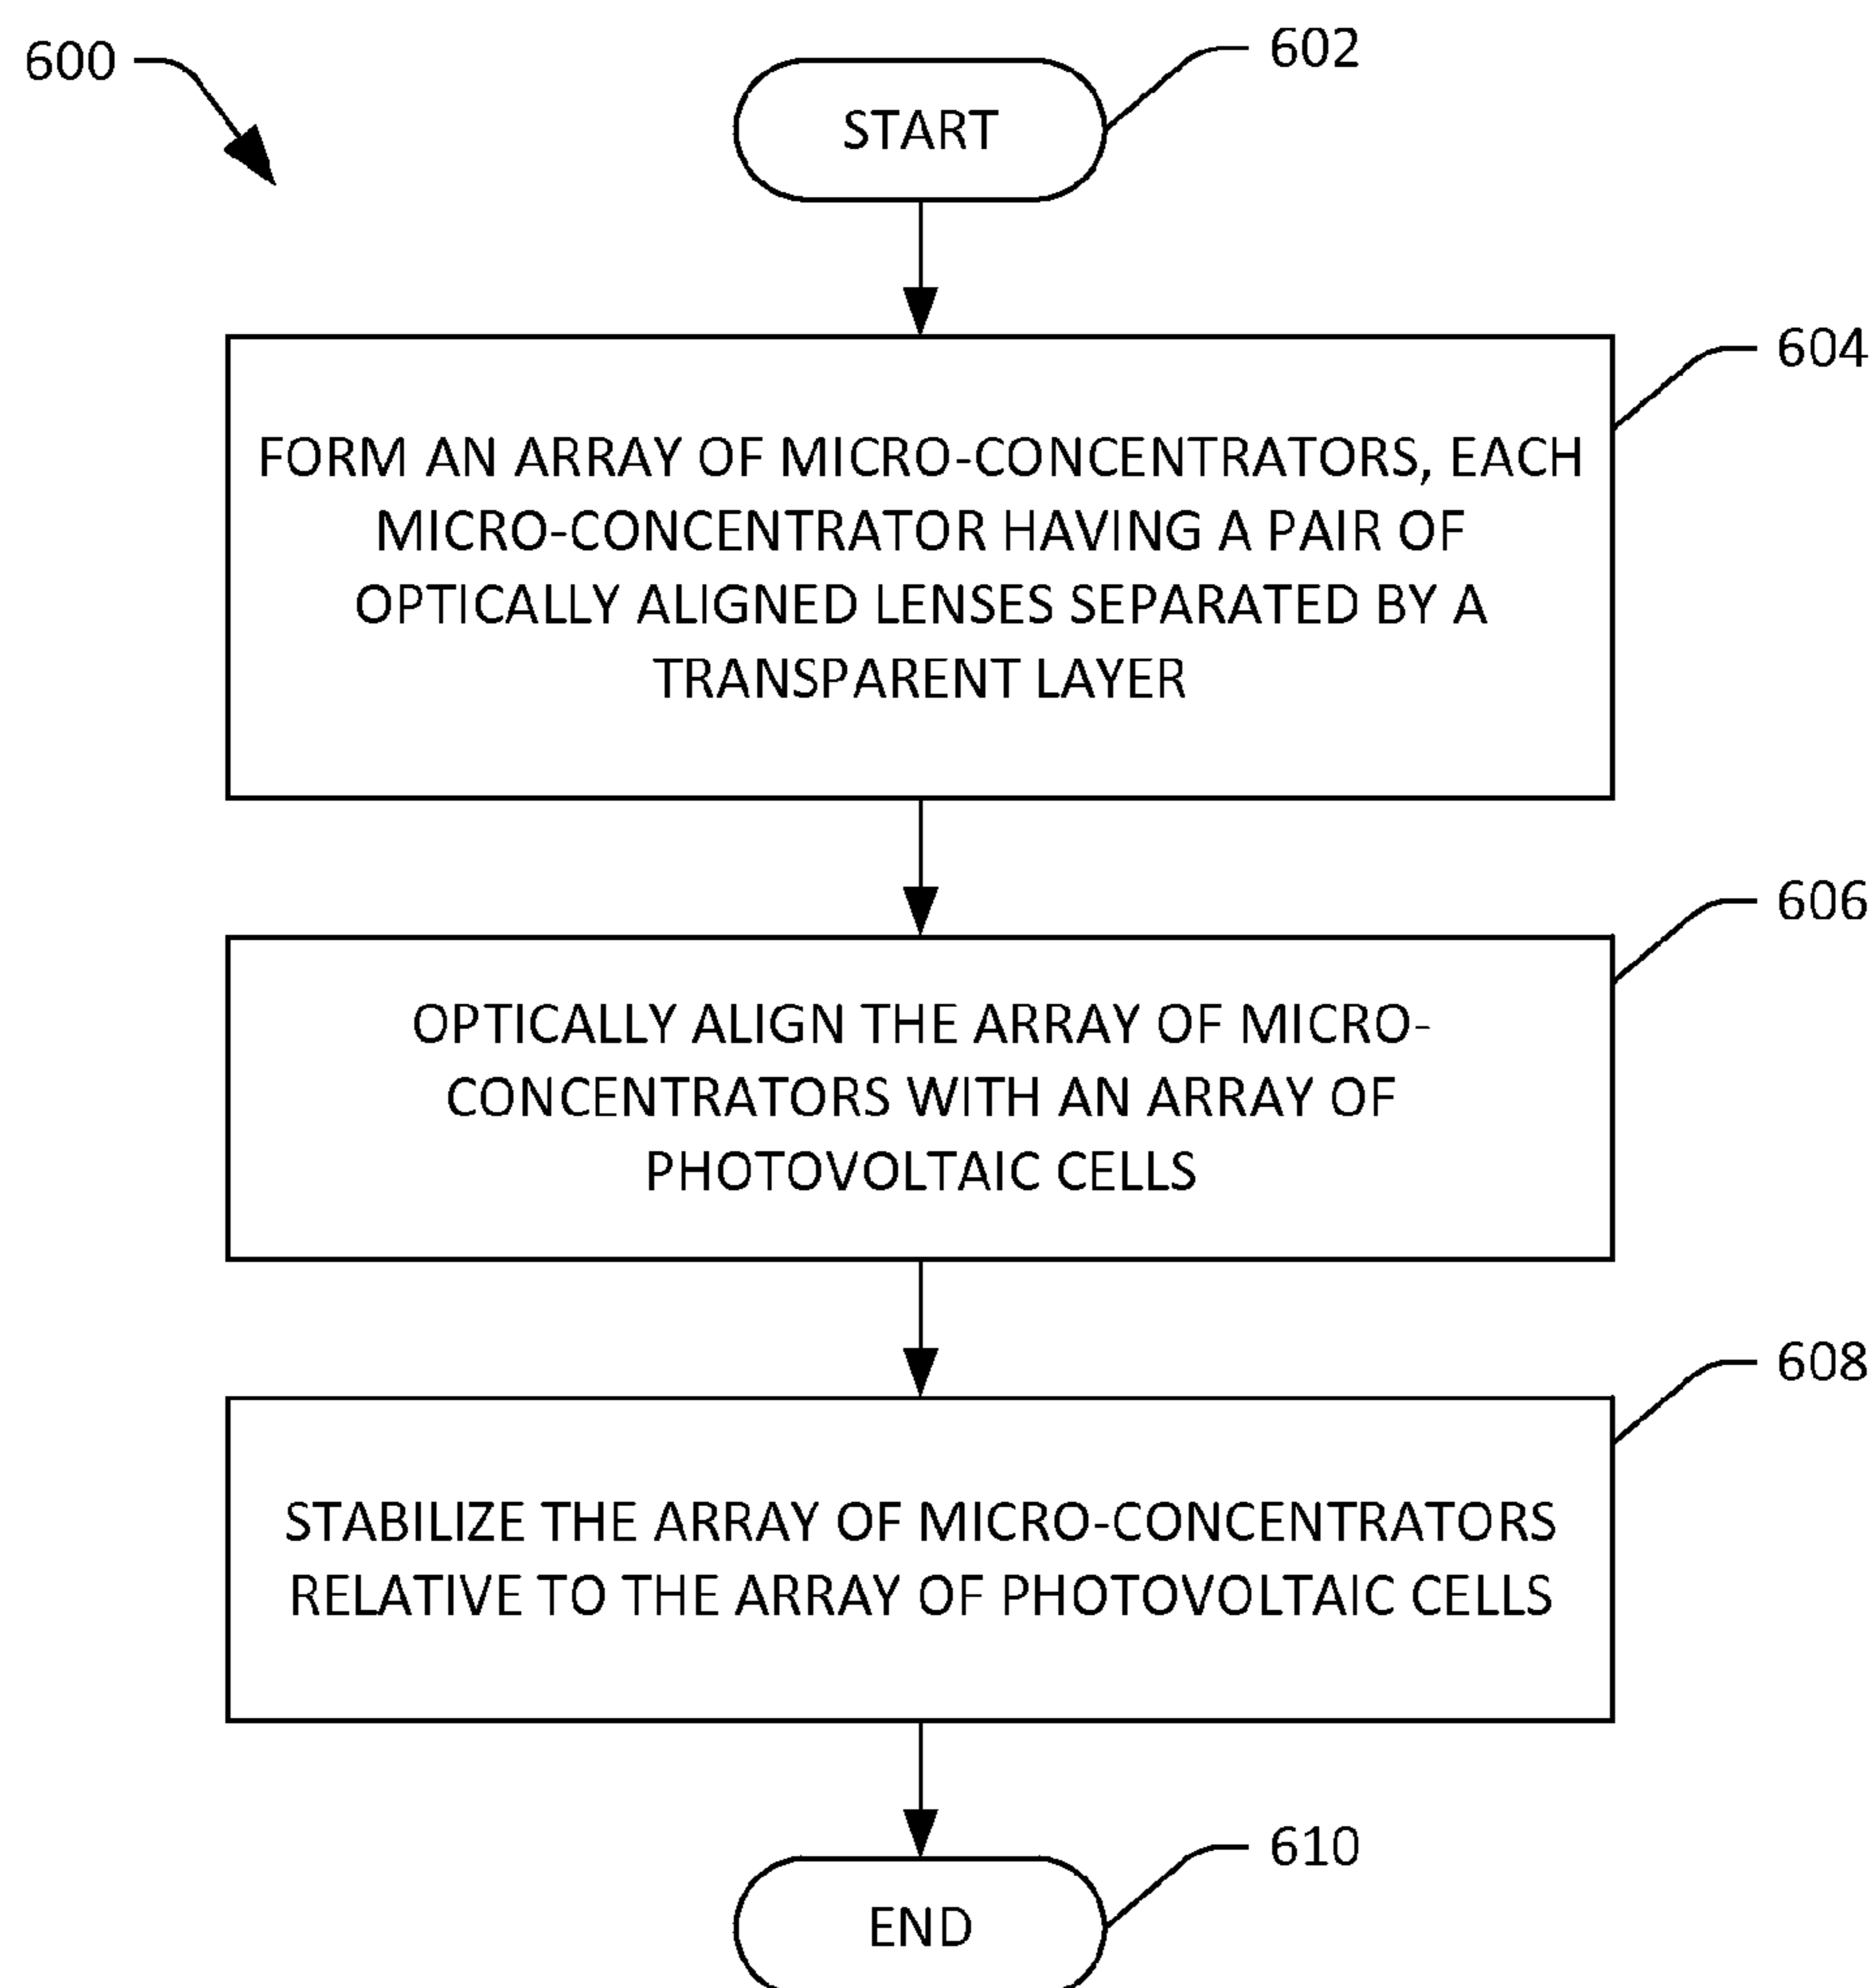 600
602
START
604
FORM AN ARRAY OF MICRO-CONCENTRATORS, EACH
MICRO-CONCENTRATOR HAVING A PAIR OF
OPTICALLY ALIGNED LENSES SEPARATED BY A
TRANSPARENT LAYER
606
OPTICALLY ALIGN THE ARRAY OF MICRO-
CONCENTRATORS WITH AN ARRAY OF
PHOTOVOLTAIC CELLS
608
STABILIZE THE ARRAY OF MICRO-CONCENTRATORS
RELATIVE TO THE ARRAY OF PHOTOVOLTAIC CELLS
610
END